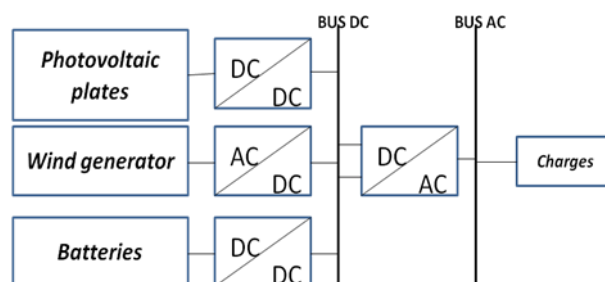 BUS DC
BUS AC
Photovoltaic
plates
DC
DC
Wind generator
AC
DC
DC
AC
Charges
Batteries
DC
DC